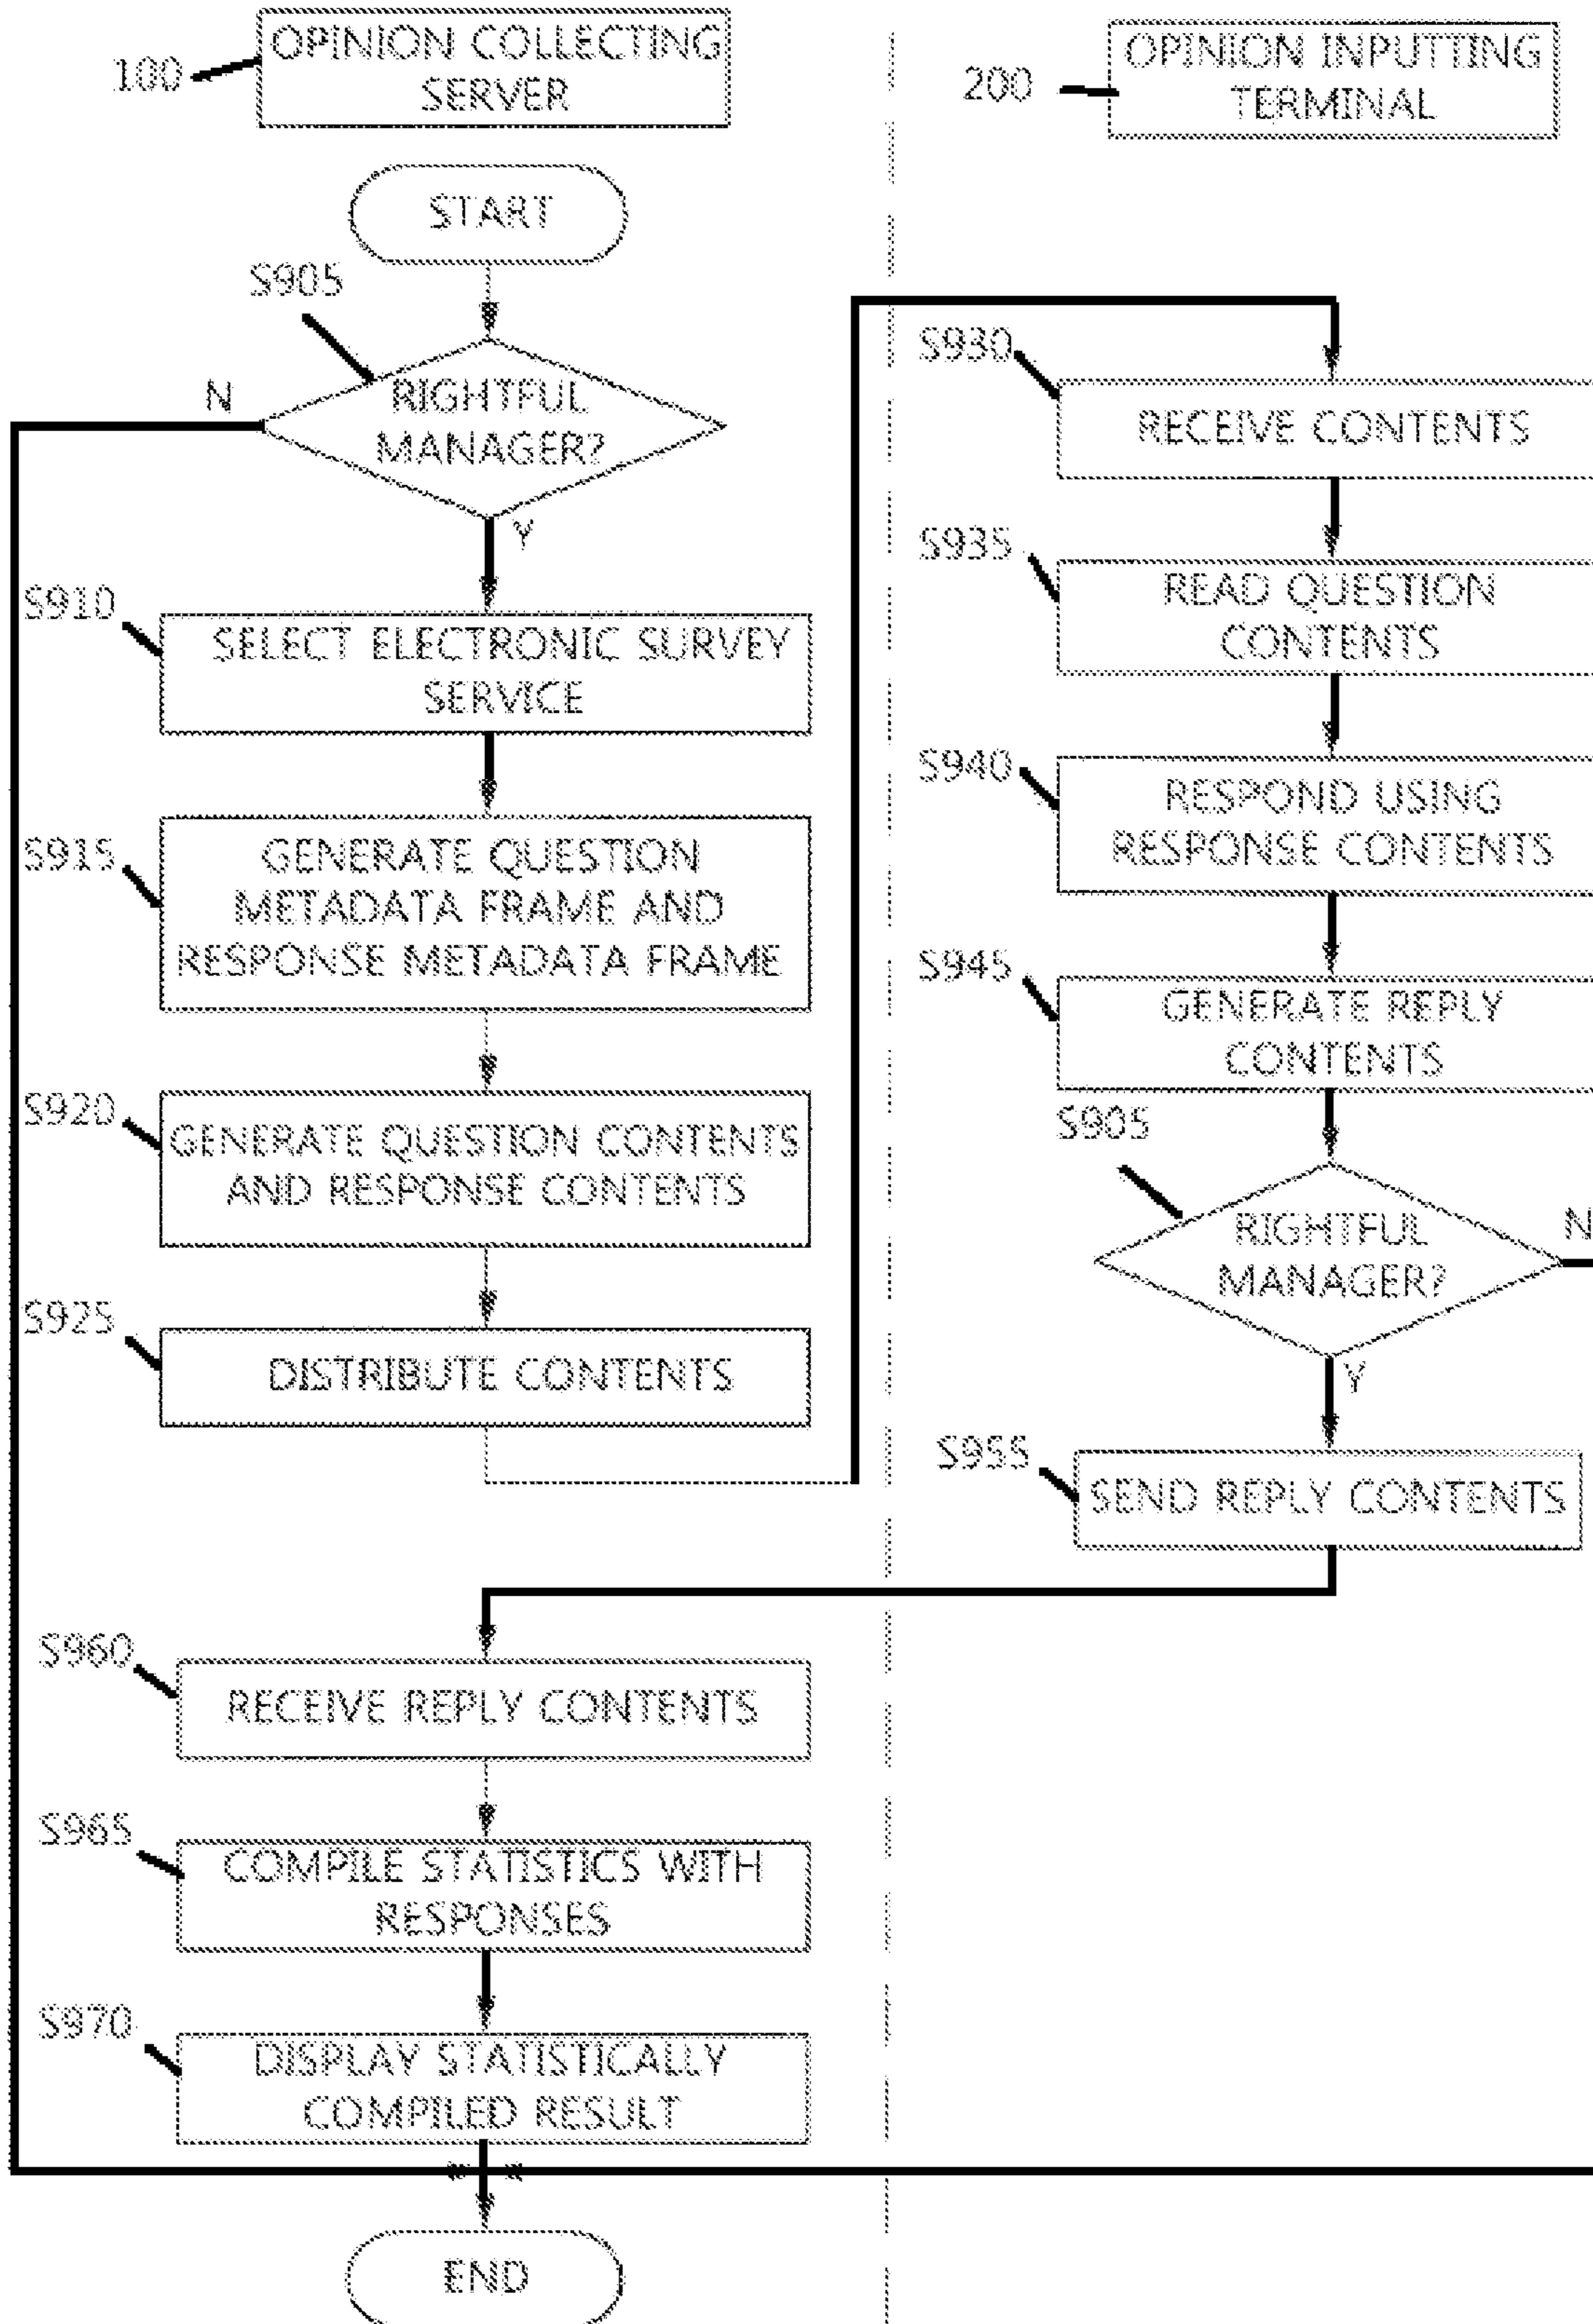 100
OPINION COLLECTING
SERVER
START
S905
N
RIGHTFUL
MANAGER?
Y
S910
SELECT ELECTRONIC SURVEY
SERVICE
S915
GENERATE QUESTION
METADATA FRAME AND
RESPONSE METADATA FRAME
S920
GENERATE QUESTION CONTENTS
AND RESPONSE CONTENTS
S925
DISTRIBUTE CONTENTS
200
OPINION INPUTTING
TERMINAL
S930
RECEIVE CONTENTS
S935
READ QUESTION
CONTENTS
S940
RESPOND USING
RESPONSE CONTENTS
S945
GENERATE REPLY
CONTENTS
S905
RIGHTFUL
MANAGER?
N
Y
S955
SEND REPLY CONTENTS
S960
RECEIVE REPLY CONTENTS
S965
COMPILE STATISTICS WITH
RESPONSES
S970
DISPLAY STATISTICALLY
COMPILED RESULT
END